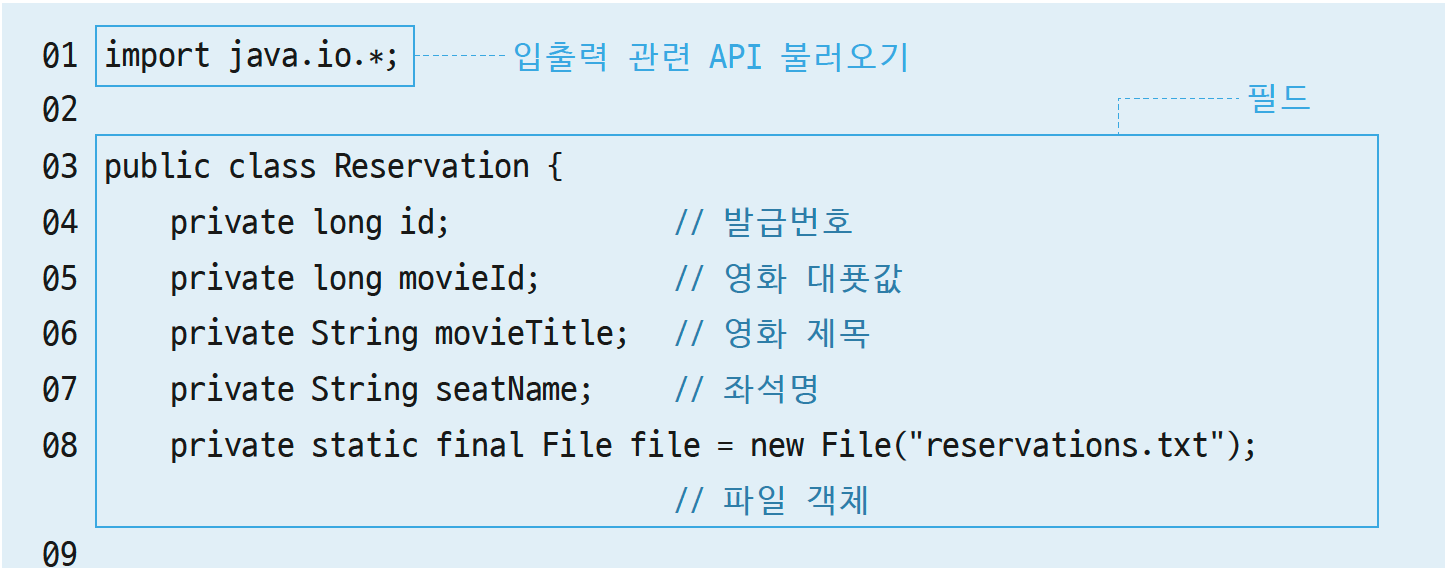 01 import java.io.*; 입출력 관련 API 불러오기
02 필드
03 public class Reservation {
04 private long id; // 발급번호
05 private long movieId; // 영화 대푯값
06 private String movieTitle; // 영화 제목
07 private String seatName; // 좌석명
08 private static final File file = new File("reservations.txt");
// 파일 객체
09